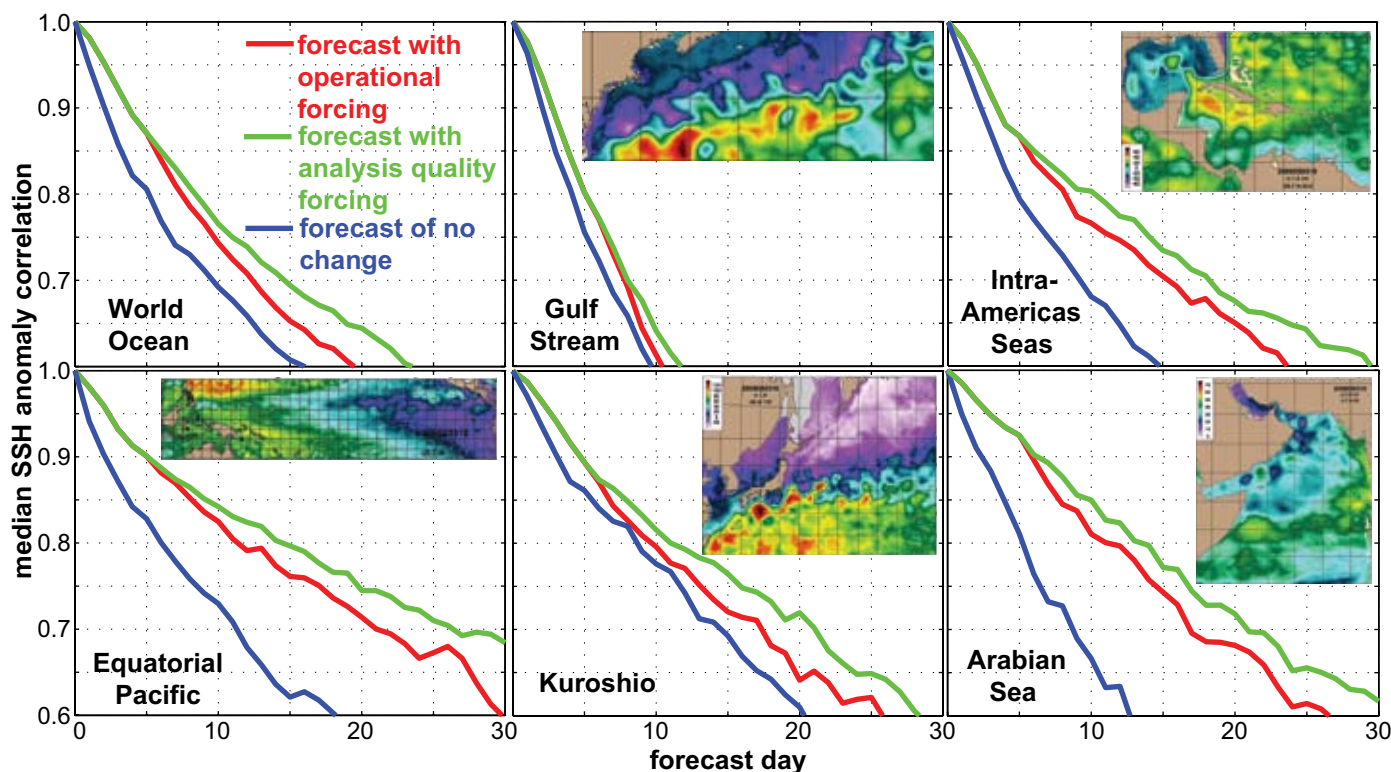 median SSH anomaly correlation
1.0
0.9
0.8
0.7
forecast with
operational
forcing
forecast with
analysis quality
forcing
forecast of no
change
World
Ocean
30
Gulf
Stream
30
Intra-
Americas
Seas
30
1.0
0.9
0.8
0.7
0.6
Equatorial
Pacific
0
10
20
30
Kuroshio
10
20
30
Arabian
Sea
10
20
30
forecast day